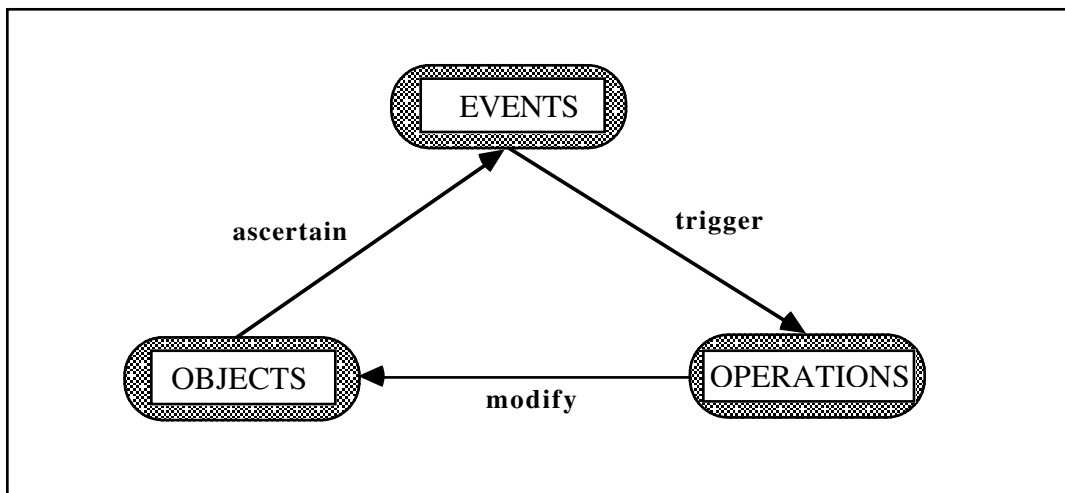 EVENTS
ascertain
trigger
OBJECTS
modify
OPERATIONS